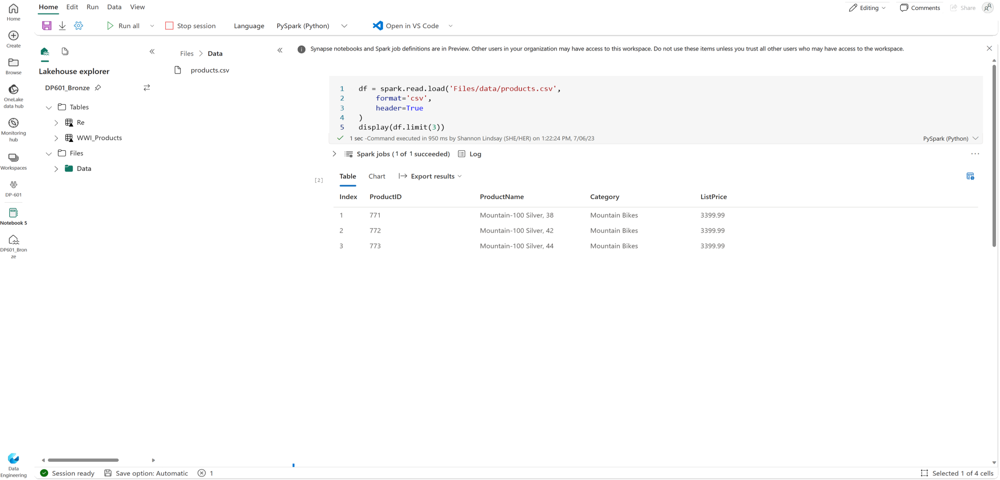 Home Edit Run Data View
Editing Comments Share
Run all Stop session Language PySpark (Python) Open in VS Code
Home
Create
Browse
OneLake
data hub
Monitoring
hub
Workspaces
DP-601
Notebook 5
DP601_Bron
ze
Data
Engineering
Lakehouse explorer
DP601_Bronze
Tables
Re
WWI_Products
Files
Data
Files > Data
products.csv
Synapse notebooks and Spark job definitions are in Preview. Other users in your organization may have access to this workspace. Do not use these items unless you trust all other users who may have access to the workspace.
1 df = spark.read.load('Files/data/products.csv',
2 format='csv',
3 header=True
4 )
5 display(df.limit(3))
1 sec -Command executed in 950 ms by Shannon Lindsay (SHE/HER) on 1:22:24 PM, 7/06/23
PySpark (Python)
Spark jobs (1 of 1 succeeded) Log
[2]
Table Chart Export results
Index ProductID ProductName Category ListPrice
1 771 Mountain-100 Silver, 38 Mountain Bikes 3399.99
2 772 Mountain-100 Silver, 42 Mountain Bikes 3399.99
3 773 Mountain-100 Silver, 44 Mountain Bikes 3399.99
Session ready Save option: Automatic 1
Selected 1 of 4 cells